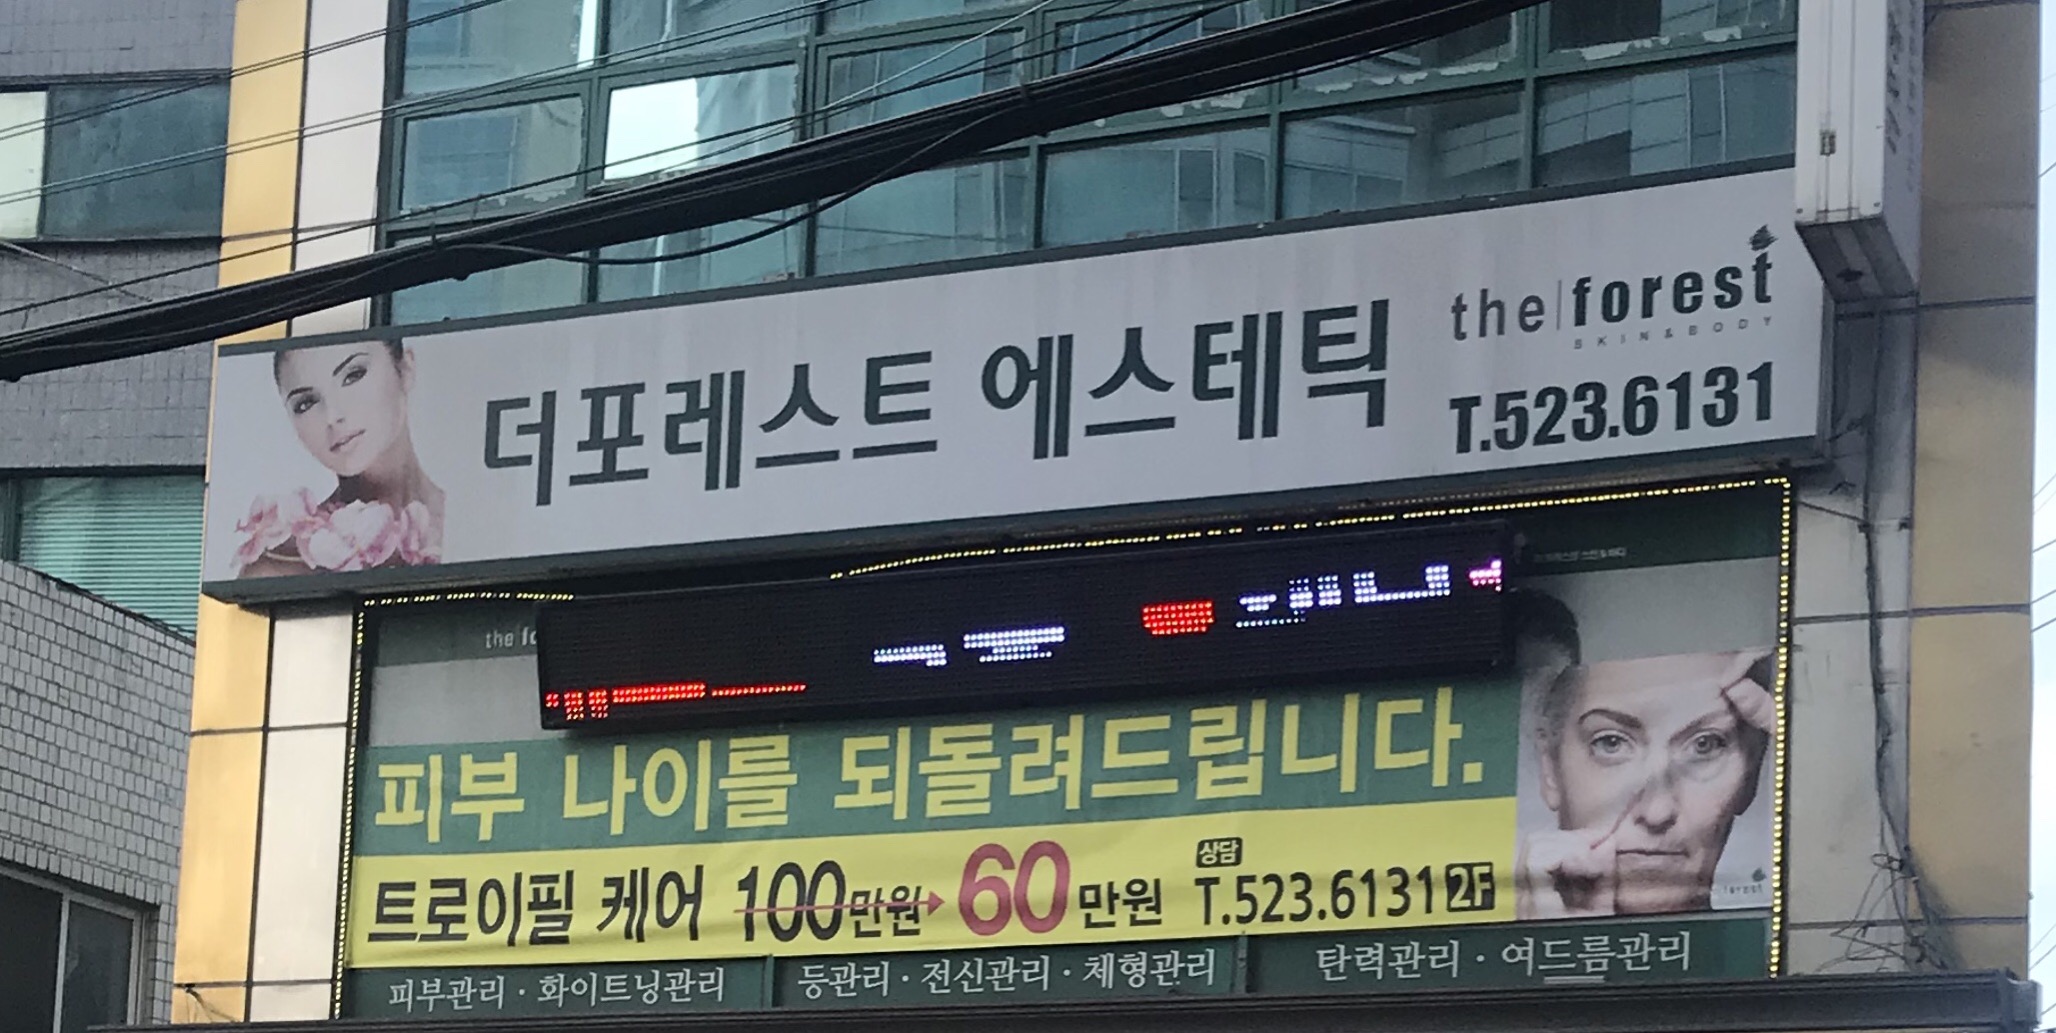 더포레스트 에스테틱
the|forest
SKIN & BODY
T.523.6131
the
피부 나이를 되돌려드립니다.
트로이필 케어 100만원 60만원 상담 T.523.6131 2F
forest
피부관리 · 화이트닝관리 등관리 · 전신관리 · 체형관리 탄력관리 · 여드름관리